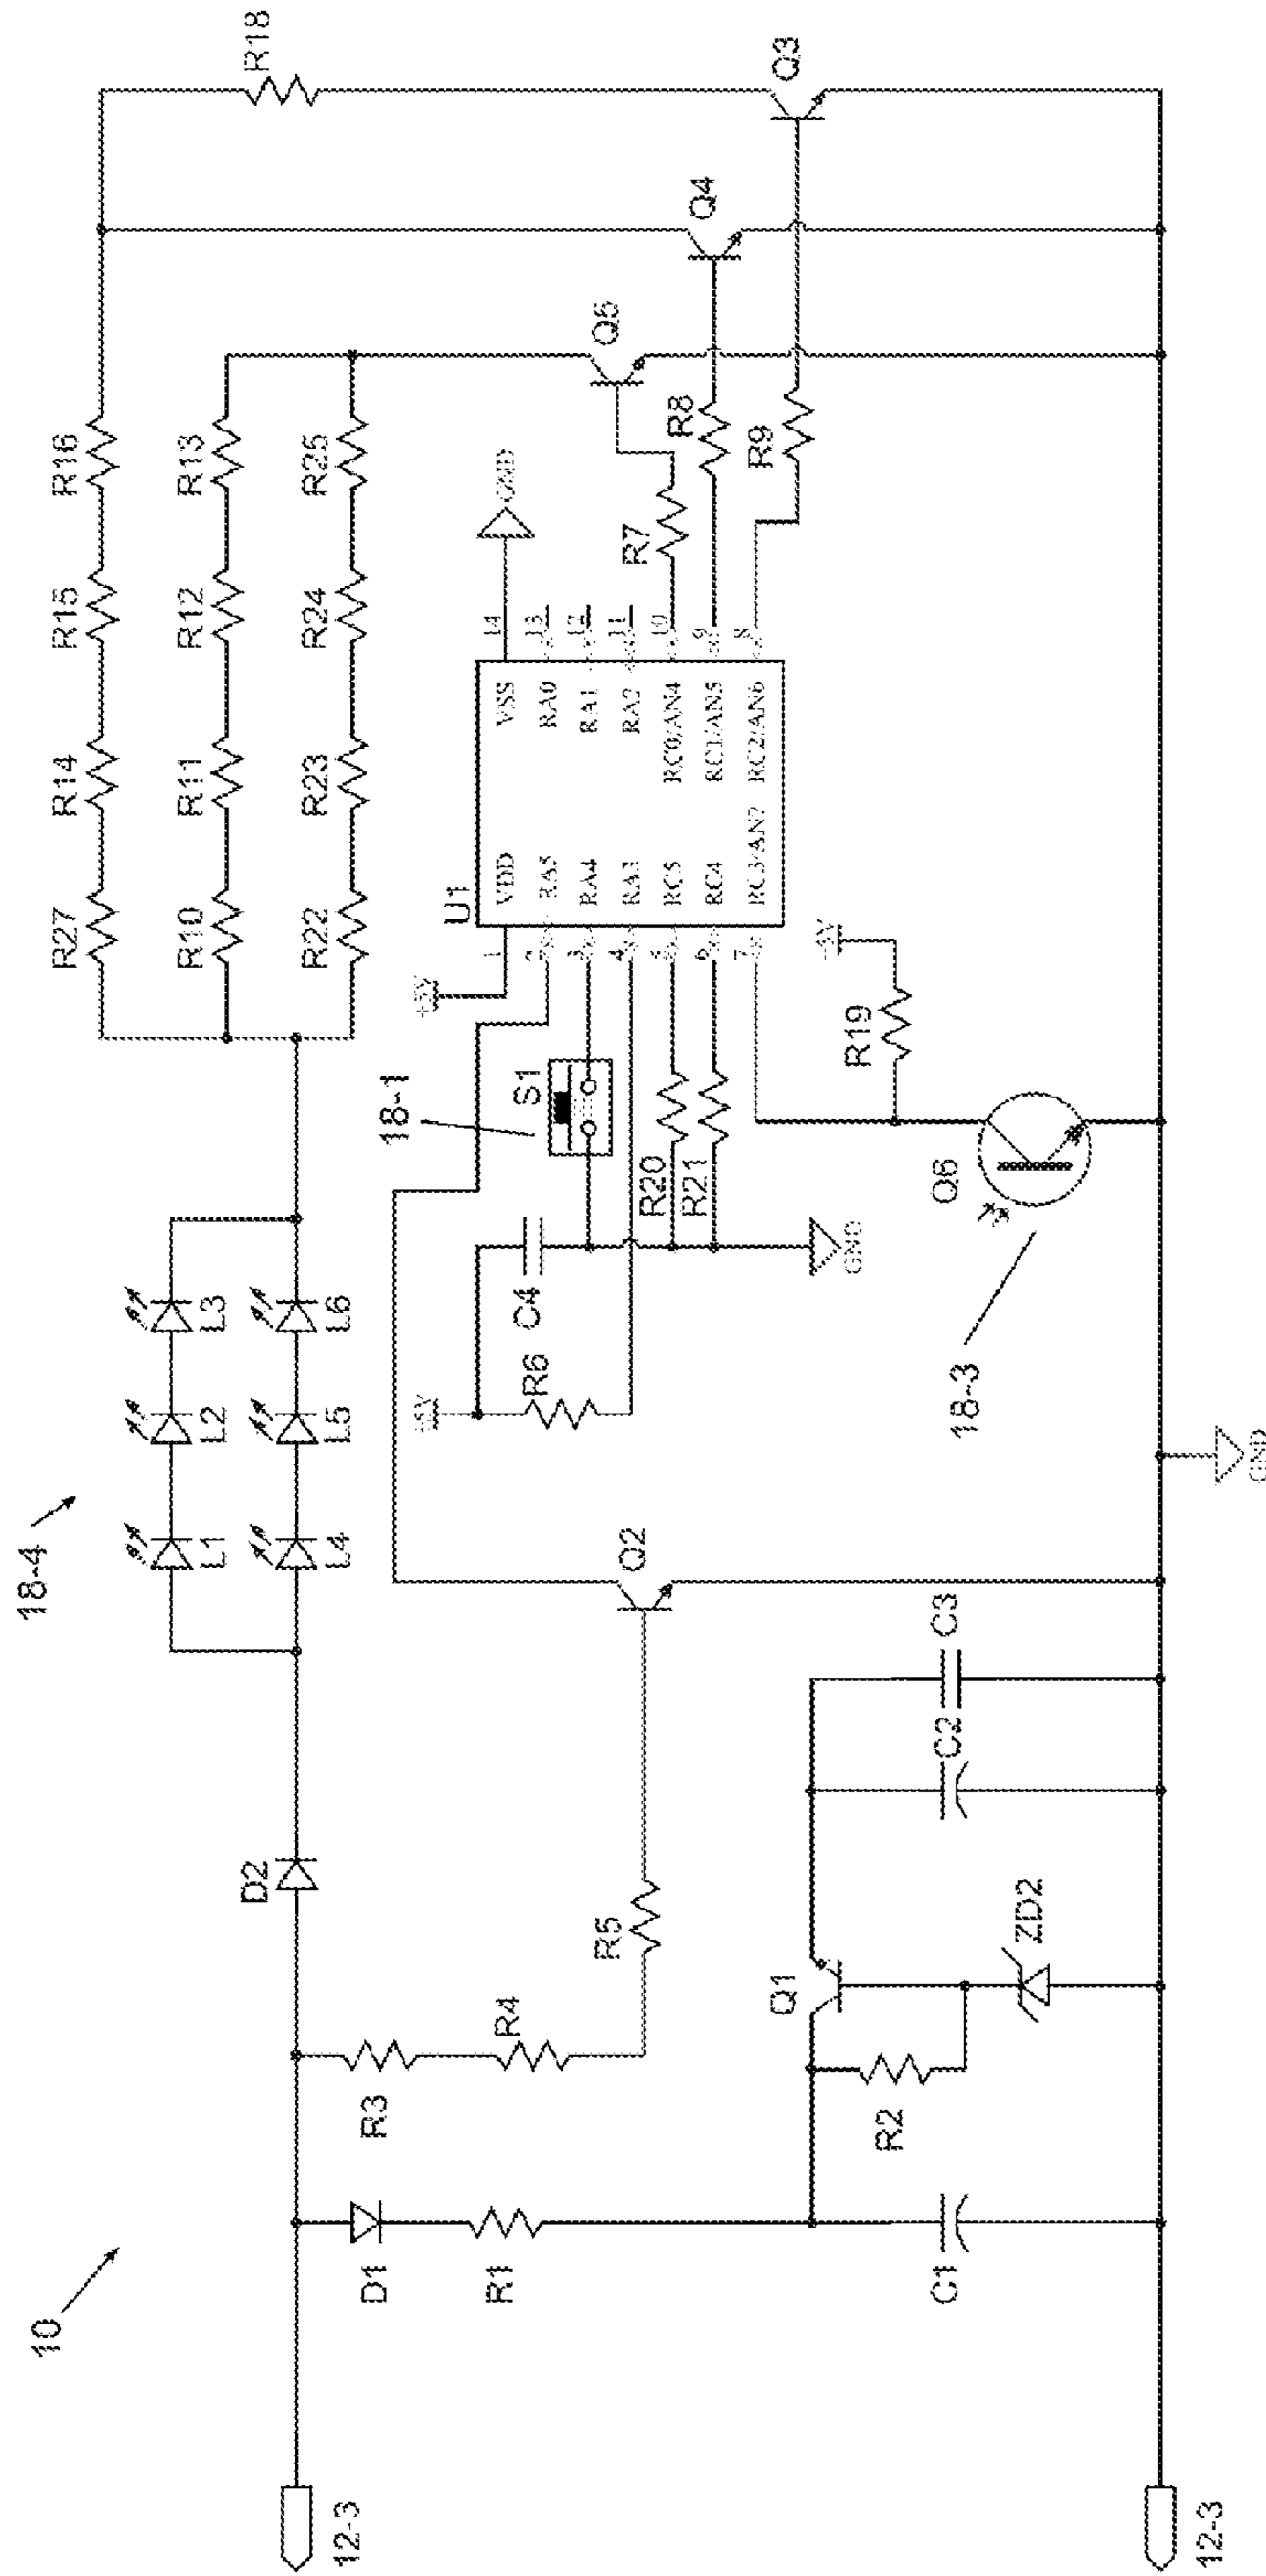 10
18-4
12-3
12-3
D1
R1
C1
R3
R4
R5
R2
Q1
ZD2
C2
C3
D2
Q2
L1
L2
L3
L4
L5
L6
+5V
R6
C4
18-1
S1
R20
R21
GND
GND
18-3
Q6
R19
+5V
+5V
U1
1
2
3
4
5
6
7
VDD
RA5
RA4
RA3
RC5
RC4
RC3/AN7
VSS
RA0
RA1
RA2
RC0/AN4
RC1/AN5
RC2/AN6
14
13
12
11
10
9
8
GND
R27
R14
R15
R16
R10
R11
R12
R13
R22
R23
R24
R25
R7
R8
R9
Q5
Q4
Q3
R18